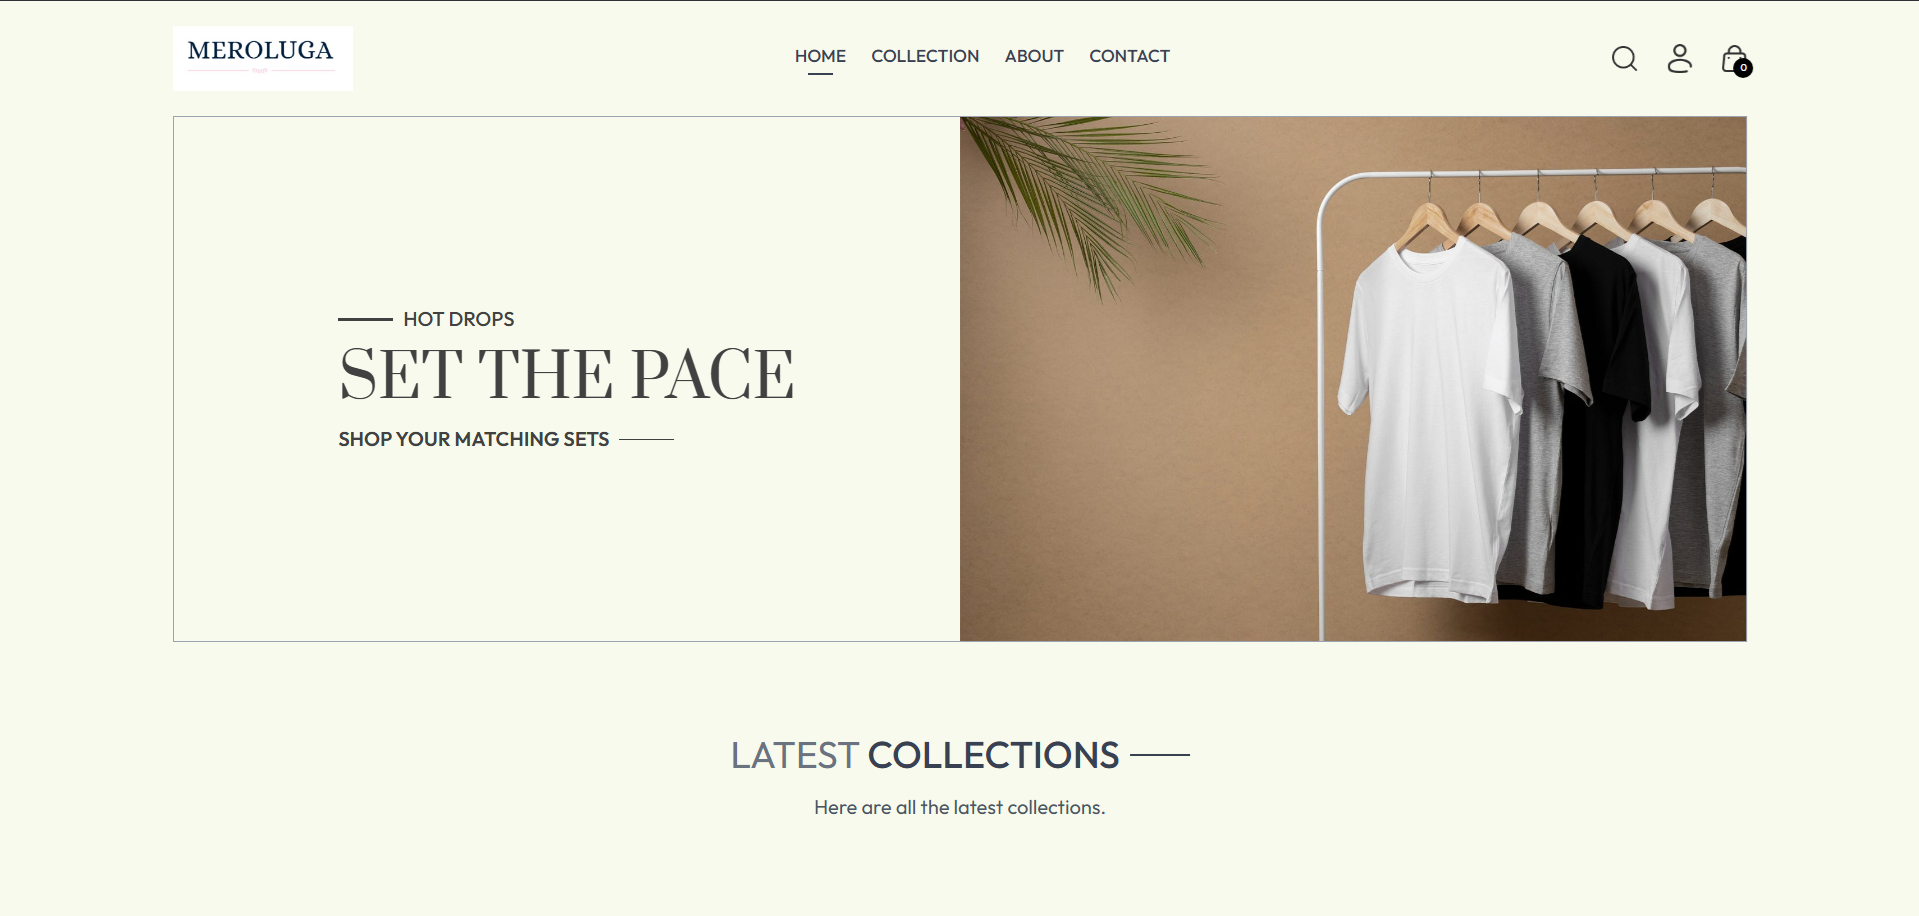 MEROLUGA
HOME COLLECTION ABOUT CONTACT
0
HOT DROPS
SET THE PACE
SHOP YOUR MATCHING SETS
LATEST COLLECTIONS
Here are all the latest collections.